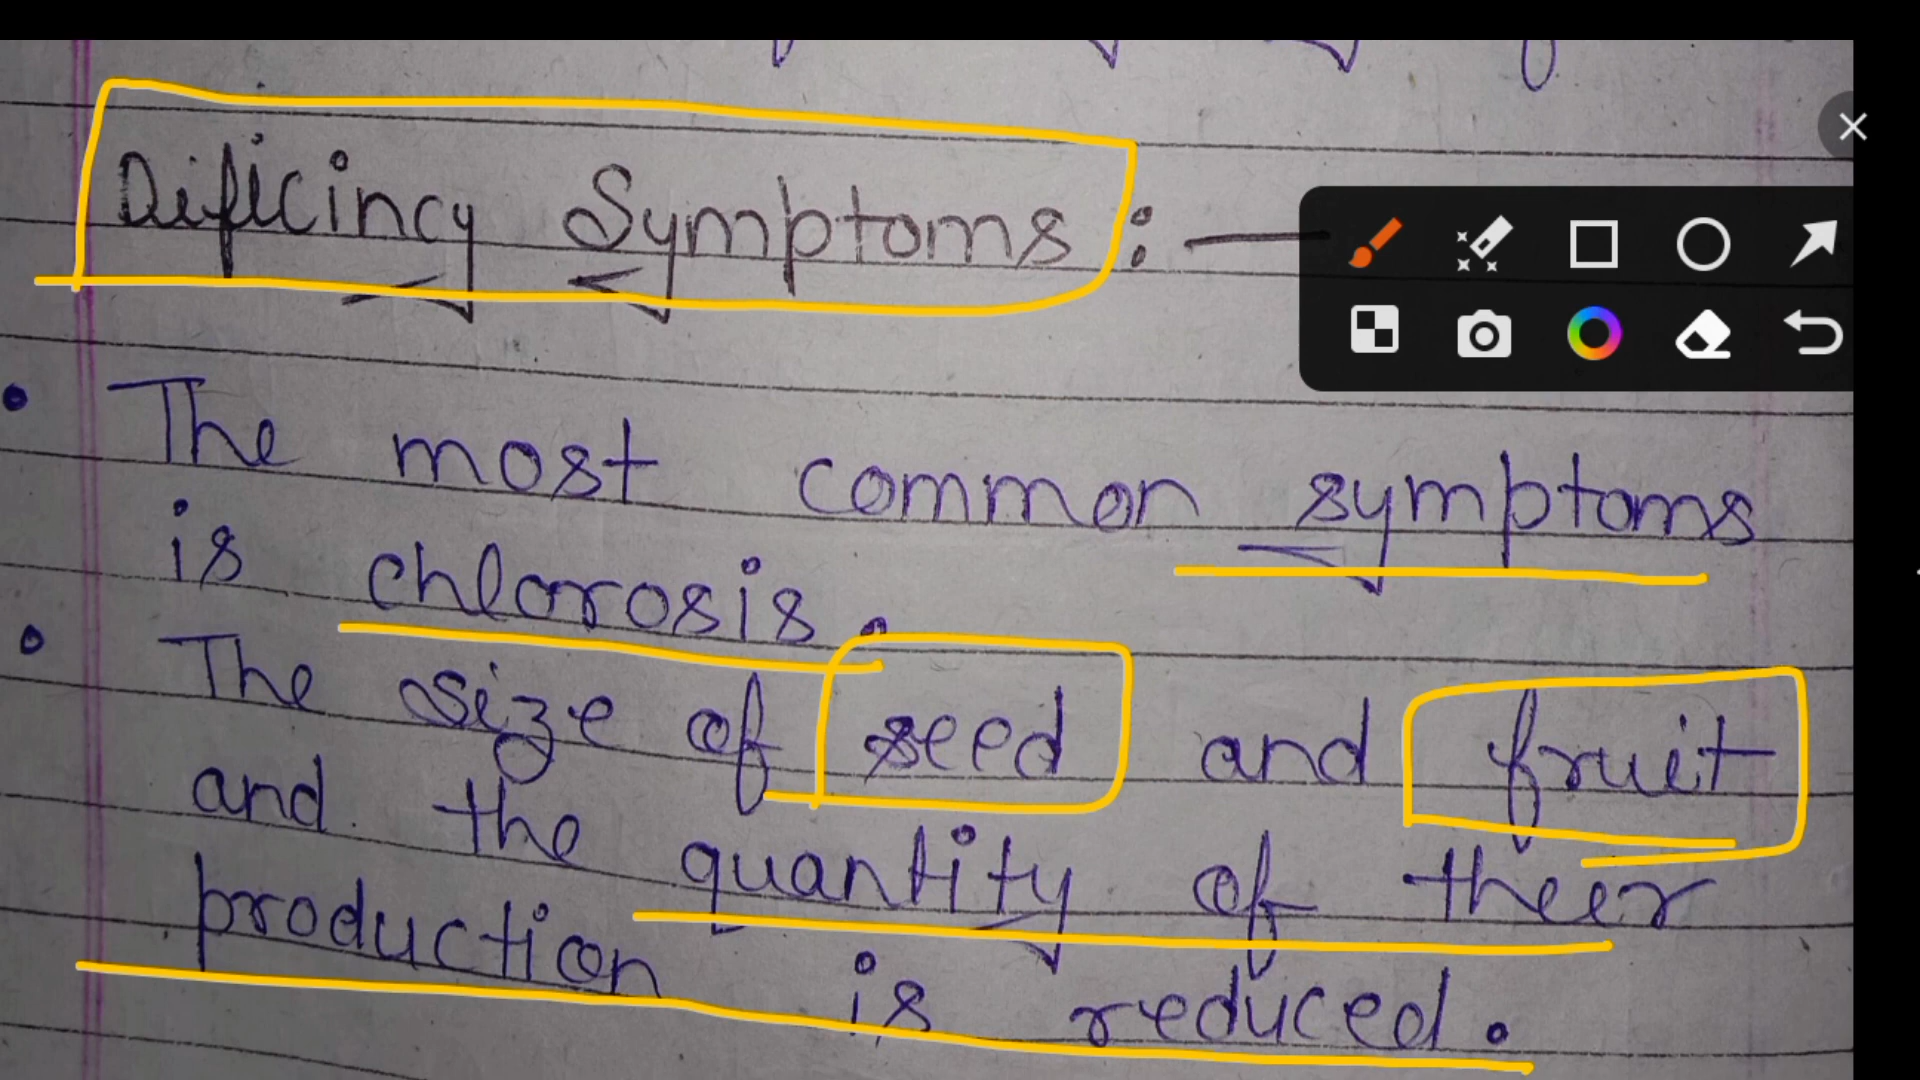 Dificincy Symptoms : —
The most common symptoms
is chlorosis.
The size of seed and fruit
and the quantity of theer
production is reduced.